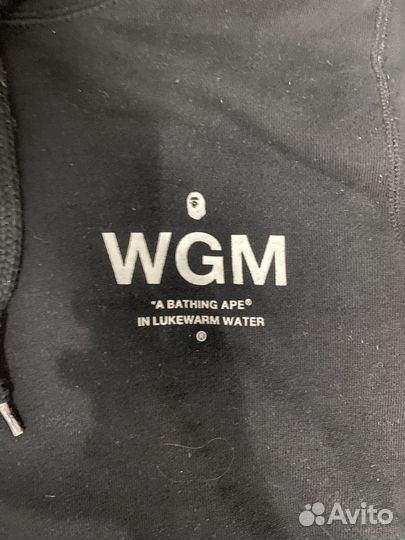 WGM
"A BATHING APE®
IN LUKEWARM WATER
®
Avito